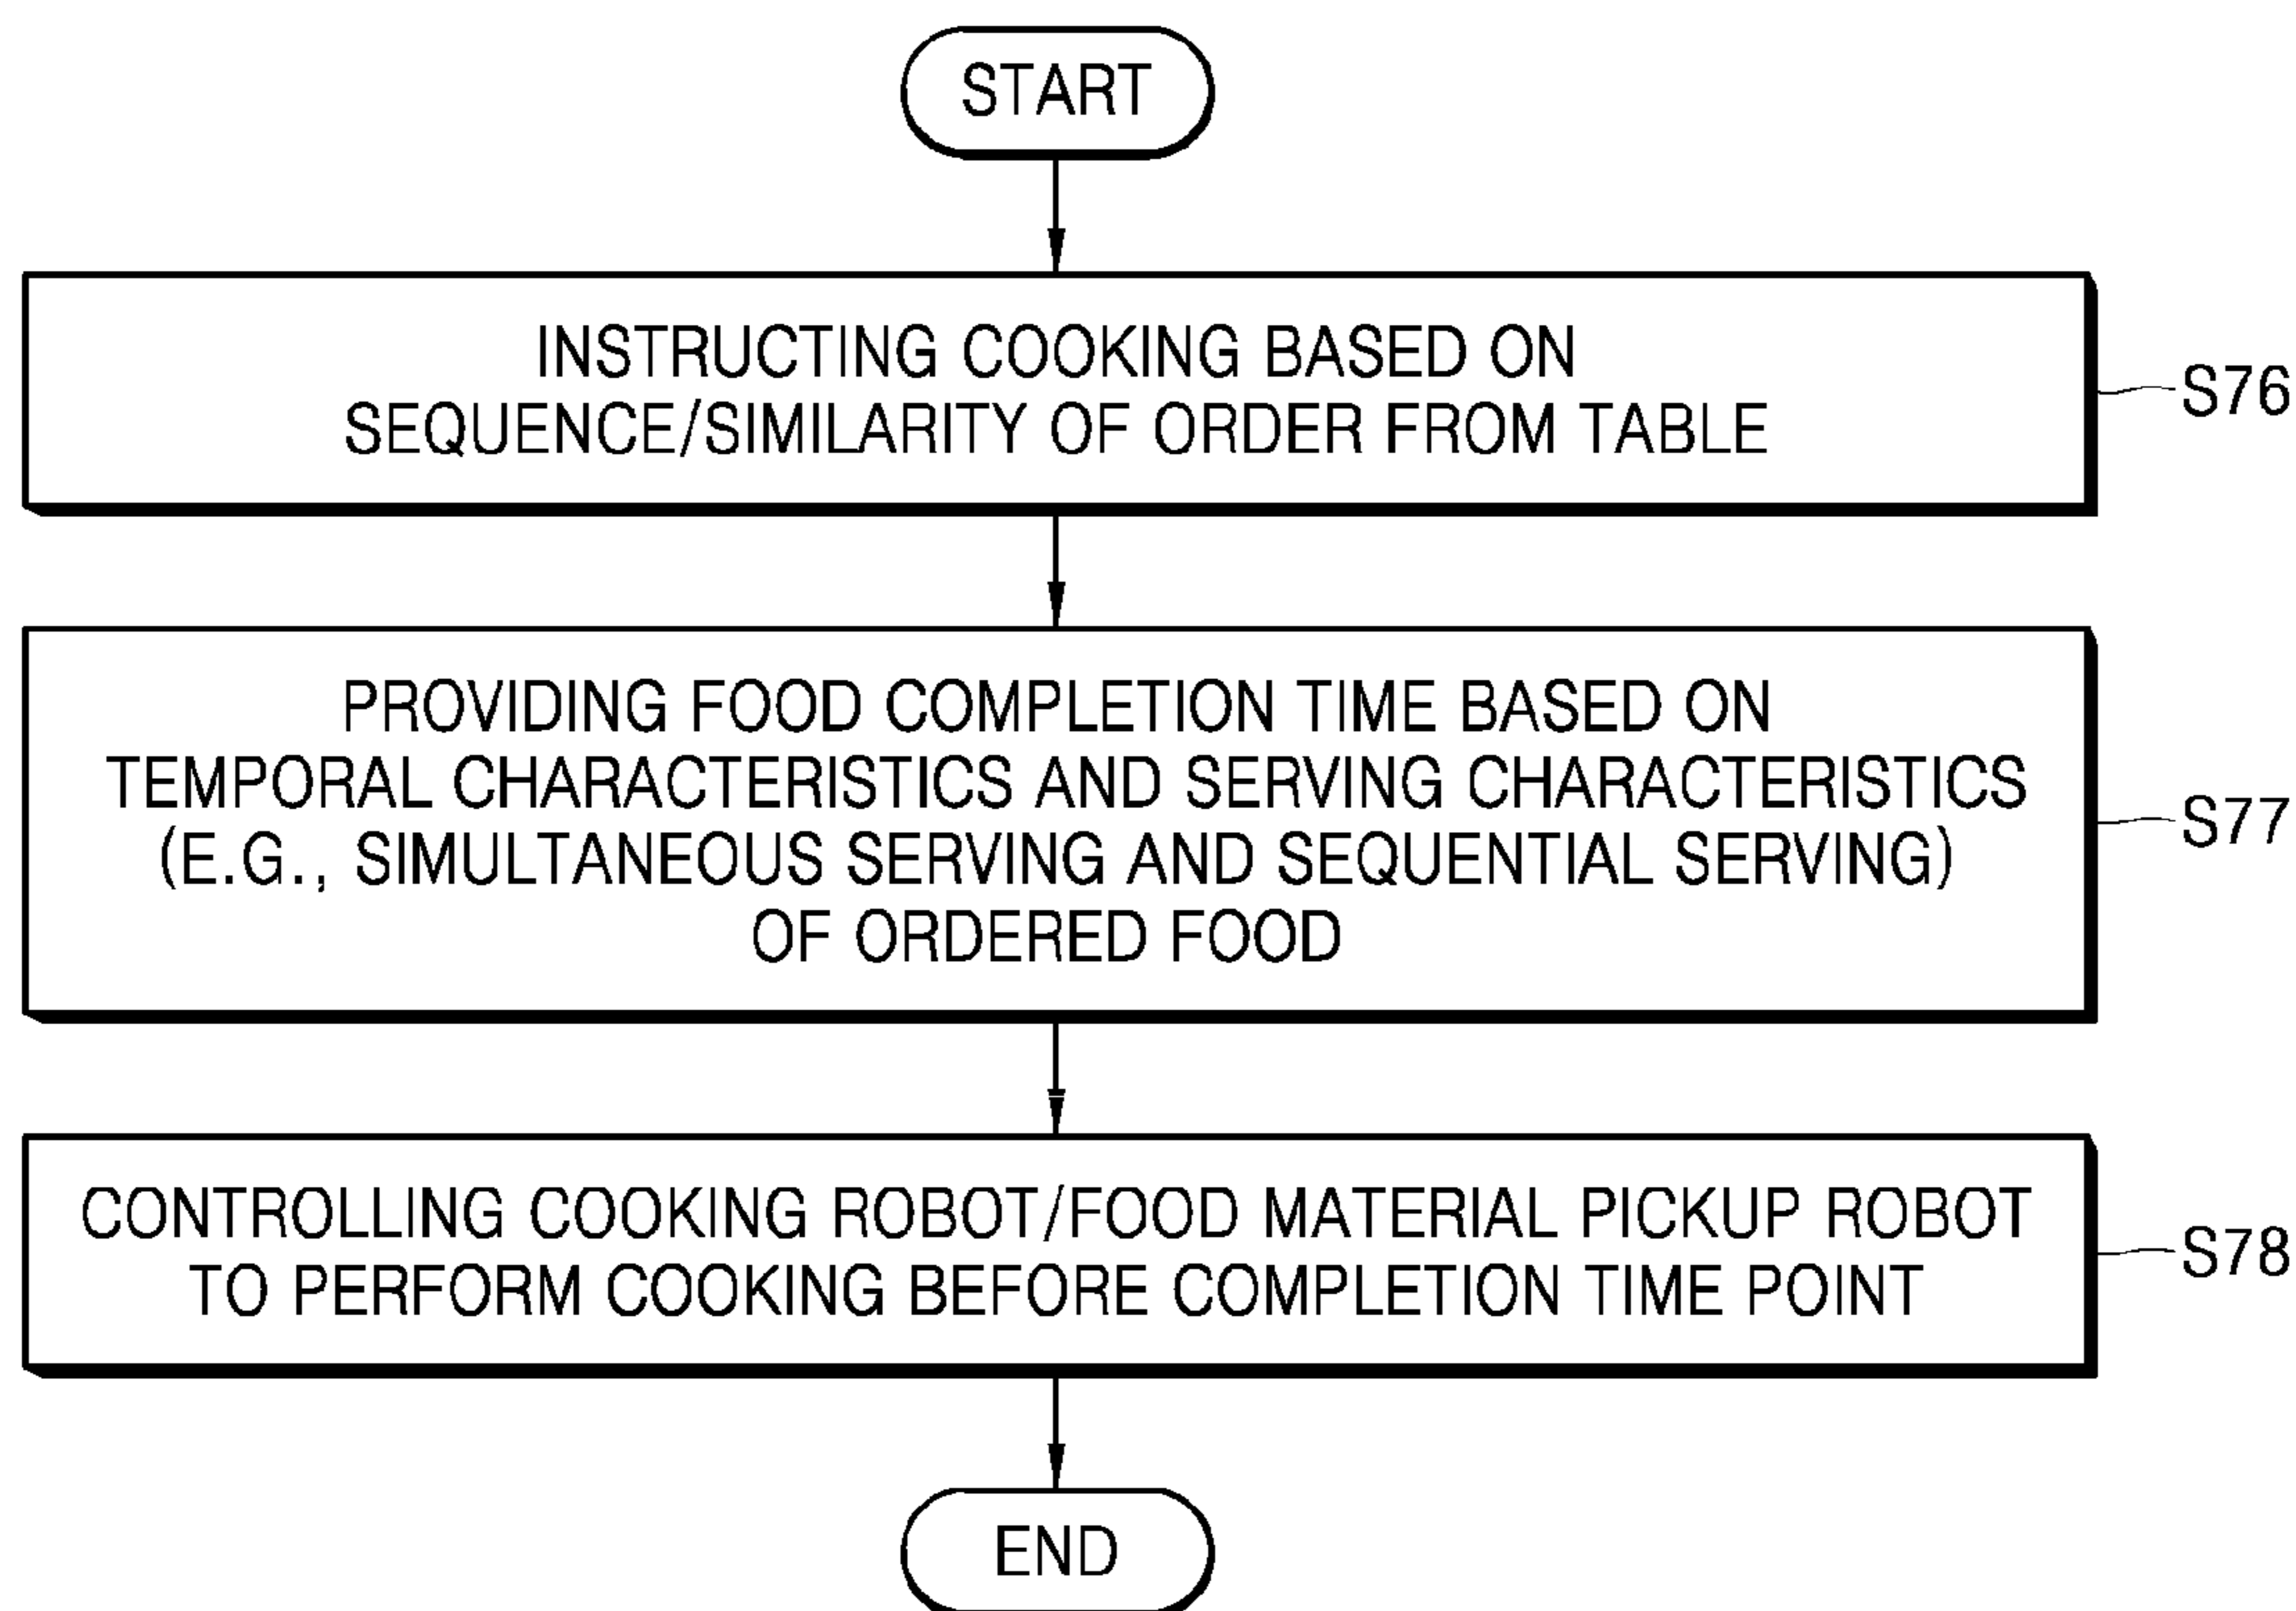 START
INSTRUCTING COOKING BASED ON
SEQUENCE/SIMILARITY OF ORDER FROM TABLE
S76
PROVIDING FOOD COMPLETION TIME BASED ON
TEMPORAL CHARACTERISTICS AND SERVING CHARACTERISTICS
(E.G., SIMULTANEOUS SERVING AND SEQUENTIAL SERVING)
OF ORDERED FOOD
S77
CONTROLLING COOKING ROBOT/FOOD MATERIAL PICKUP ROBOT
TO PERFORM COOKING BEFORE COMPLETION TIME POINT
S78
END